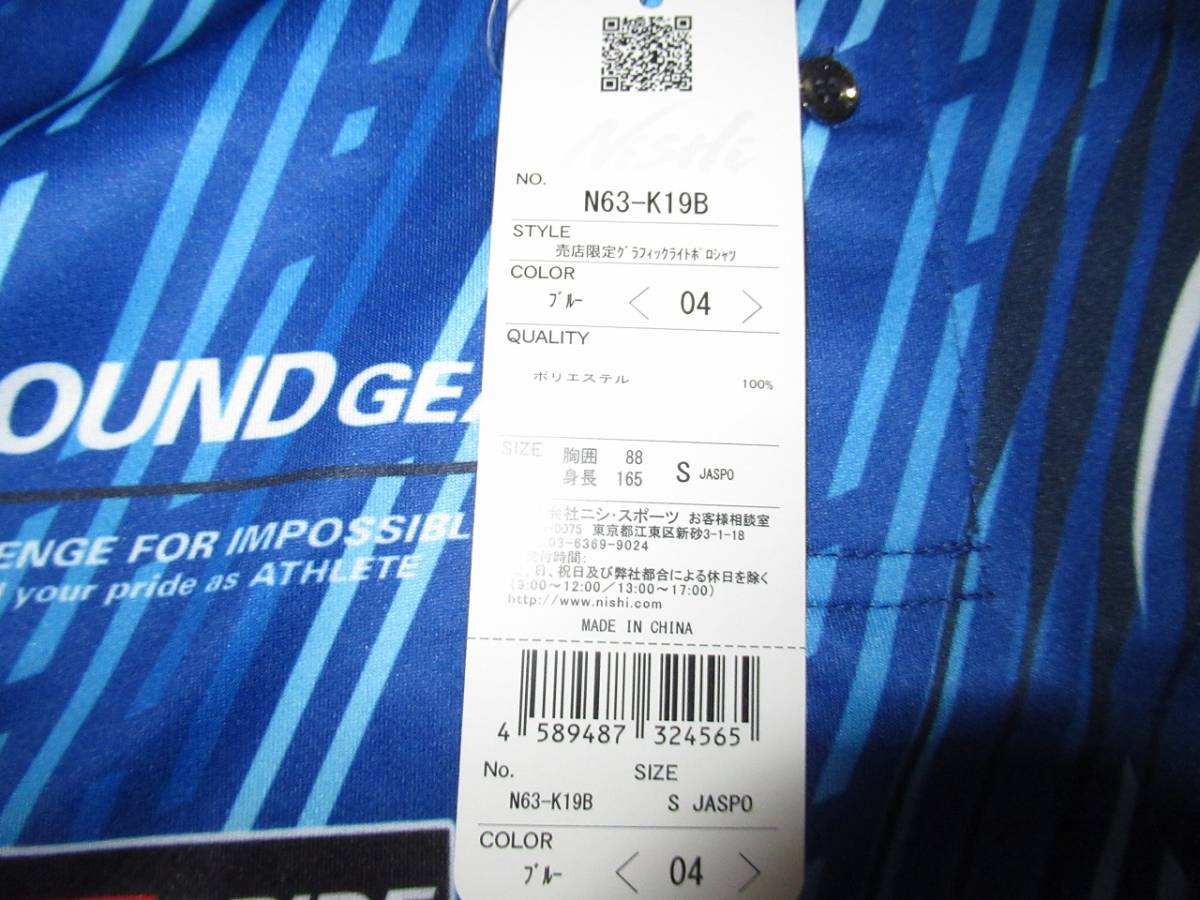 NiSHi
NO.
N63-K19B
STYLE
売店限定ｸﾞﾗﾌｨｯｸﾗｲﾄﾎﾟﾛｼｬﾂ
COLOR
ﾌﾞﾙｰ < 04 >
QUALITY
ポリエステル 100%
SIZE 胸囲 88
身長 165 S JASPO
会社ニシ・スポーツ お客様相談室
0075 東京都江東区新砂3-1-18
03-6369-9024
受付時間:
日、祝日及び弊社都合による休日を除く
(9:00～12:00／13:00～17:00)
http://www.nishi.com
MADE IN CHINA
4 589487 324565
No. SIZE
N63-K19B S JASPO
COLOR
ﾌﾞﾙｰ < 04 >
OUND GEA
ENGE FOR IMPOSSIBL
your pride as ATHLETE
RIDE